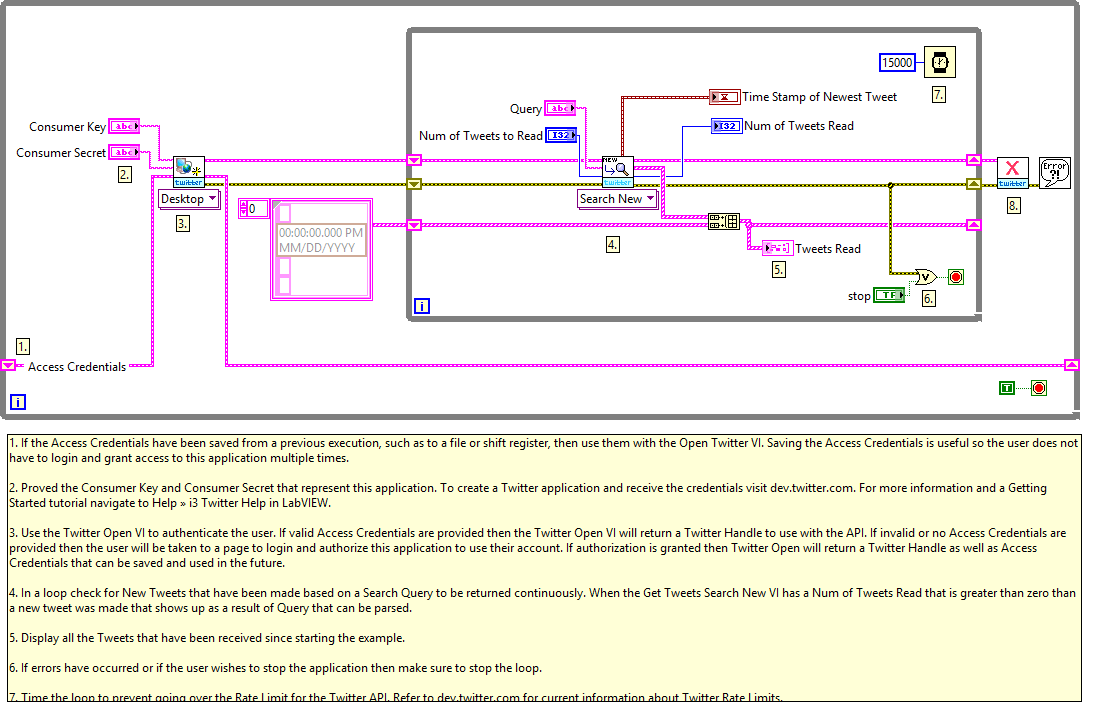 15000
7.
Time Stamp of Newest Tweet
Query
abc
Num of Tweets to Read
I32
I32
Num of Tweets Read
Consumer Key
abc
Consumer Secret
abc
2.
twitter
Desktop
3.
NEW
twitter
Search New
4.
twitter
Error
?!
8.
0
00:00:00.000 PM
MM/DD/YYYY
Tweets Read
5.
stop
TF
V
6.
i
1.
Access Credentials
T
i
1. If the Access Credentials have been saved from a previous execution, such as to a file or shift register, then use them with the Open Twitter VI. Saving the Access Credentials is useful so the user does not
have to login and grant access to this application multiple times.
2. Proved the Consumer Key and Consumer Secret that represent this application. To create a Twitter application and receive the credentials visit dev.twitter.com. For more information and a Getting
Started tutorial navigate to Help » i3 Twitter Help in LabVIEW.
3. Use the Twitter Open VI to authenticate the user. If valid Access Credentials are provided then the Twitter Open VI will return a Twitter Handle to use with the API. If invalid or no Access Credentials are
provided then the user will be taken to a page to login and authorize this application to use their account. If authorization is granted then Twitter Open will return a Twitter Handle as well as Access
Credentials that can be saved and used in the future.
4. In a loop check for New Tweets that have been made based on a Search Query to be returned continuously. When the Get Tweets Search New VI has a Num of Tweets Read that is greater than zero than
a new tweet was made that shows up as a result of Query that can be parsed.
5. Display all the Tweets that have been received since starting the example.
6. If errors have occurred or if the user wishes to stop the application then make sure to stop the loop.
7. Time the loop to prevent going over the Rate Limit for the Twitter API. Refer to dev.twitter.com for current information about Twitter Rate Limits.